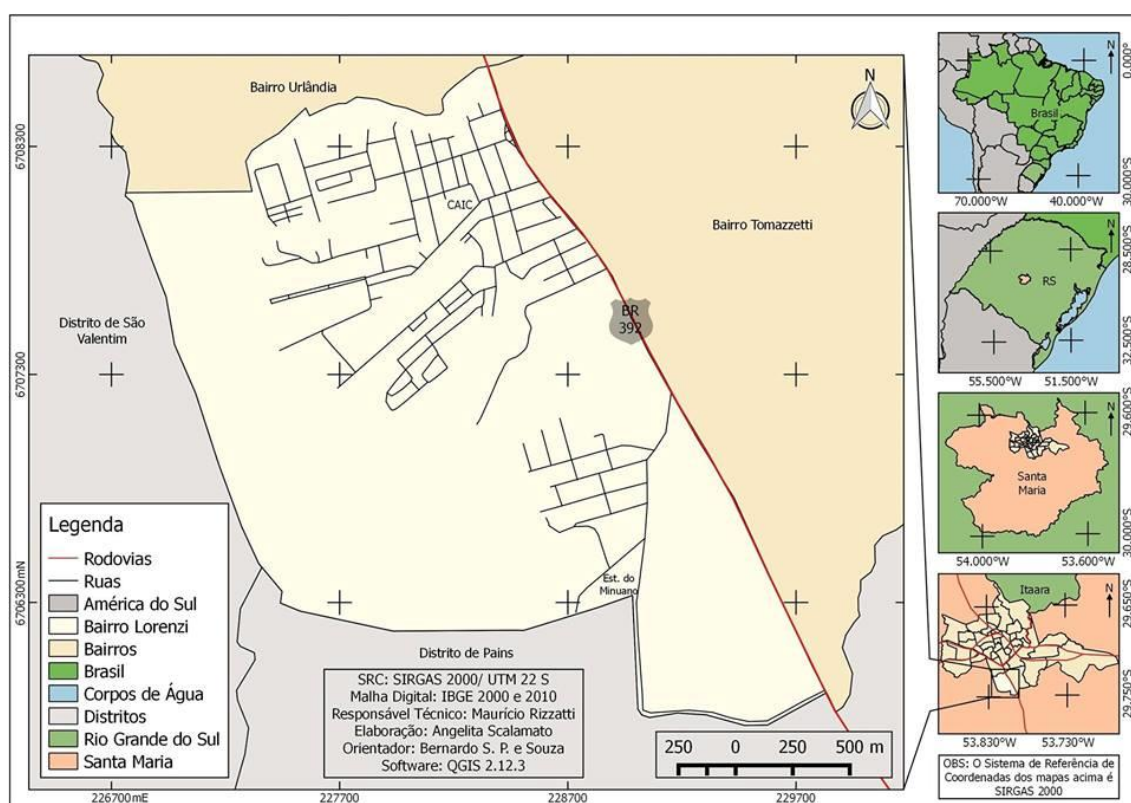 Bairro Urlândia
N
CAIC
Bairro Tomazzetti
Distrito de São
Valentim
BR
392
Est. do
Minuano
Distrito de Pains
6708300
6707300
6706300mN
226700mE
227700
228700
229700
Legenda
Rodovias
Ruas
América do Sul
Bairro Lorenzi
Bairros
Brasil
Corpos de Água
Distritos
Rio Grande do Sul
Santa Maria
SRC: SIRGAS 2000/ UTM 22 S
Malha Digital: IBGE 2000 e 2010
Responsável Técnico: Maurício Rizzatti
Elaboração: Angelita Scalamato
Orientador: Bernardo S. P. e Souza
Software: QGIS 2.12.3
250 0 250 500 m
N
Brasil
0.000°
30.000°S
70.000°W 40.000°W
N
RS
28.500°S
32.500°S
55.500°W 51.500°W
N
Santa
Maria
29.600°S
30.000°S
54.000°W 53.600°W
Itaara
N
29.650°S
29.750°S
53.830°W 53.730°W
OBS: O Sistema de Referência de
Coordenadas dos mapas acima é
SIRGAS 2000